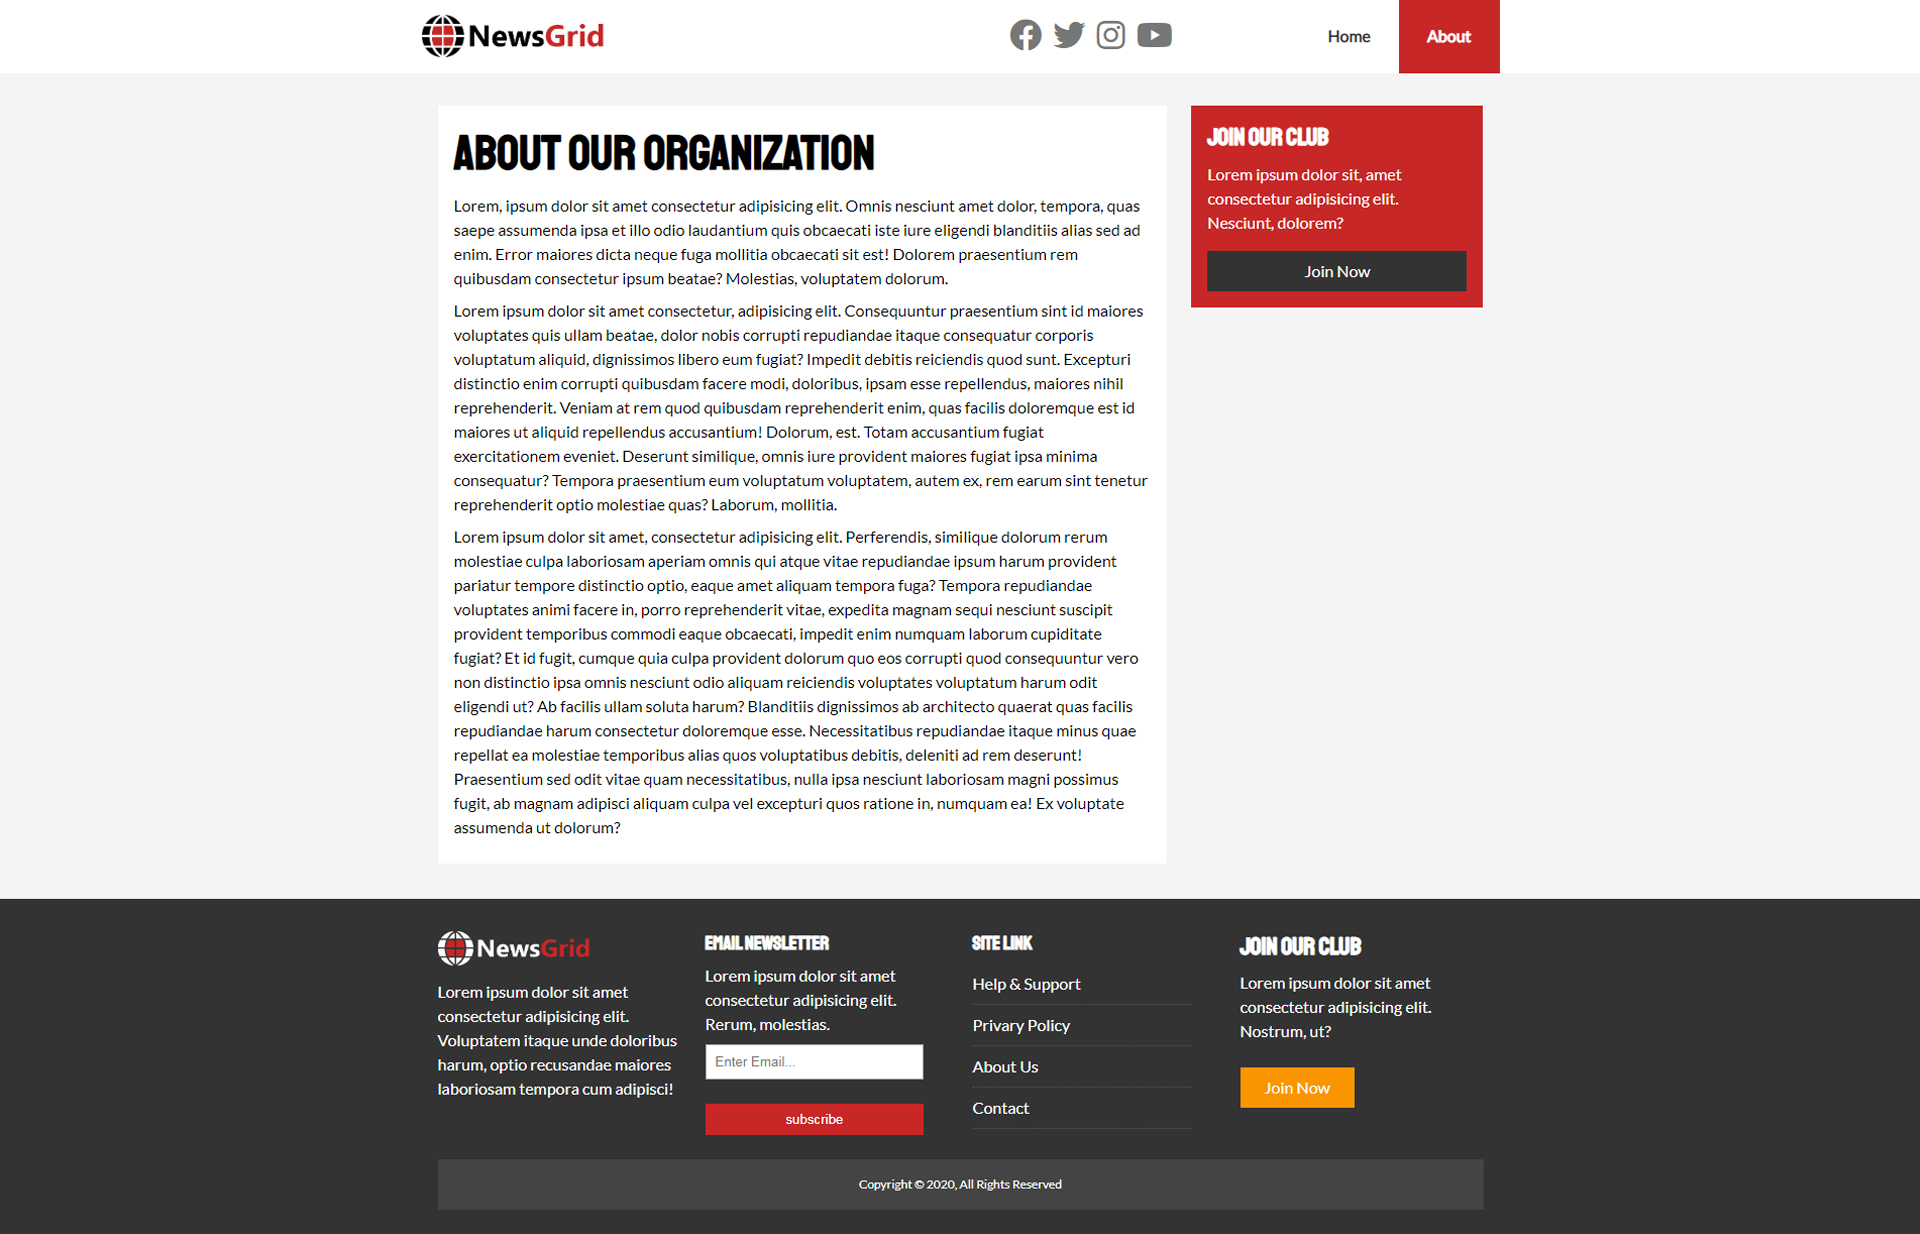 NewsGrid
Home
About
ABOUT OUR ORGANIZATION
Lorem, ipsum dolor sit amet consectetur adipisicing elit. Omnis nesciunt amet dolor, tempora, quas
saepe assumenda ipsa et illo odio laudantium quis obcaecati iste iure eligendi blanditiis alias sed ad
enim. Error maiores dicta neque fuga mollitia obcaecati sit est! Dolorem praesentium rem
quibusdam consectetur ipsum beatae? Molestias, voluptatem dolorum.
Lorem ipsum dolor sit amet consectetur, adipisicing elit. Consequuntur praesentium sint id maiores
voluptates quis ullam beatae, dolor nobis corrupti repudiandae itaque consequatur corporis
voluptatum aliquid, dignissimos libero eum fugiat? Impedit debitis reiciendis quod sunt. Excepturi
distinctio enim corrupti quibusdam facere modi, doloribus, ipsam esse repellendus, maiores nihil
reprehenderit. Veniam at rem quod quibusdam reprehenderit enim, quas facilis doloremque est id
maiores ut aliquid repellendus accusantium! Dolorum, est. Totam accusantium fugiat
exercitationem eveniet. Deserunt similique, omnis iure provident maiores fugiat ipsa minima
consequatur? Tempora praesentium eum voluptatum voluptatem, autem ex, rem earum sint tenetur
reprehenderit optio molestiae quas? Laborum, mollitia.
Lorem ipsum dolor sit amet, consectetur adipisicing elit. Perferendis, similique dolorum rerum
molestiae culpa laboriosam aperiam omnis qui atque vitae repudiandae ipsum harum provident
pariatur tempore distinctio optio, eaque amet aliquam tempora fuga? Tempora repudiandae
voluptates animi facere in, porro reprehenderit vitae, expedita magnam sequi nesciunt suscipit
provident temporibus commodi eaque obcaecati, impedit enim numquam laborum cupiditate
fugiat? Et id fugit, cumque quia culpa provident dolorum quo eos corrupti quod consequuntur vero
non distinctio ipsa omnis nesciunt odio aliquam reiciendis voluptates voluptatum harum odit
eligendi ut? Ab facilis ullam soluta harum? Blanditiis dignissimos ab architecto quaerat quas facilis
repudiandae harum consectetur doloremque esse. Necessitatibus repudiandae itaque minus quae
repellat ea molestiae temporibus alias quos voluptatibus debitis, deleniti ad rem deserunt!
Praesentium sed odit vitae quam necessitatibus, nulla ipsa nesciunt laboriosam magni possimus
fugit, ab magnam adipisci aliquam culpa vel excepturi quos ratione in, numquam ea! Ex voluptate
assumenda ut dolorum?
JOIN OUR CLUB
Lorem ipsum dolor sit, amet
consectetur adipisicing elit.
Nesciunt, dolorem?
Join Now
NewsGrid
Lorem ipsum dolor sit amet
consectetur adipisicing elit.
Voluptatem itaque unde doloribus
harum, optio recusandae maiores
laboriosam tempora cum adipisci!
EMAIL NEWSLETTER
Lorem ipsum dolor sit amet
consectetur adipisicing elit.
Rerum, molestias.
Enter Email...
subscribe
SITE LINK
Help & Support
Privary Policy
About Us
Contact
JOIN OUR CLUB
Lorem ipsum dolor sit amet
consectetur adipisicing elit.
Nostrum, ut?
Join Now
Copyright © 2020, All Rights Reserved